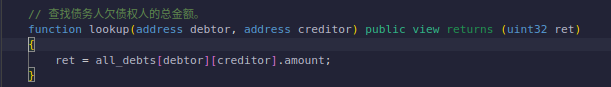 // 查找债务人欠债权人的总金额。
function lookup(address debtor, address creditor) public view returns (uint32 ret)
{
ret = all_debts[debtor][creditor].amount;
}